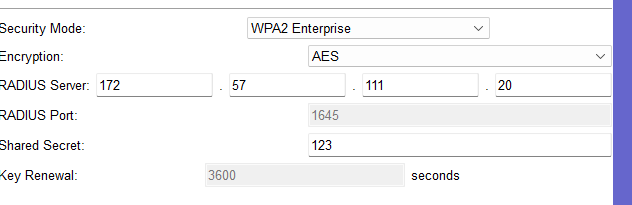 Security Mode: WPA2 Enterprise
Encryption: AES
RADIUS Server: 172 . 57 . 111 . 20
RADIUS Port: 1645
Shared Secret: 123
Key Renewal: 3600 seconds